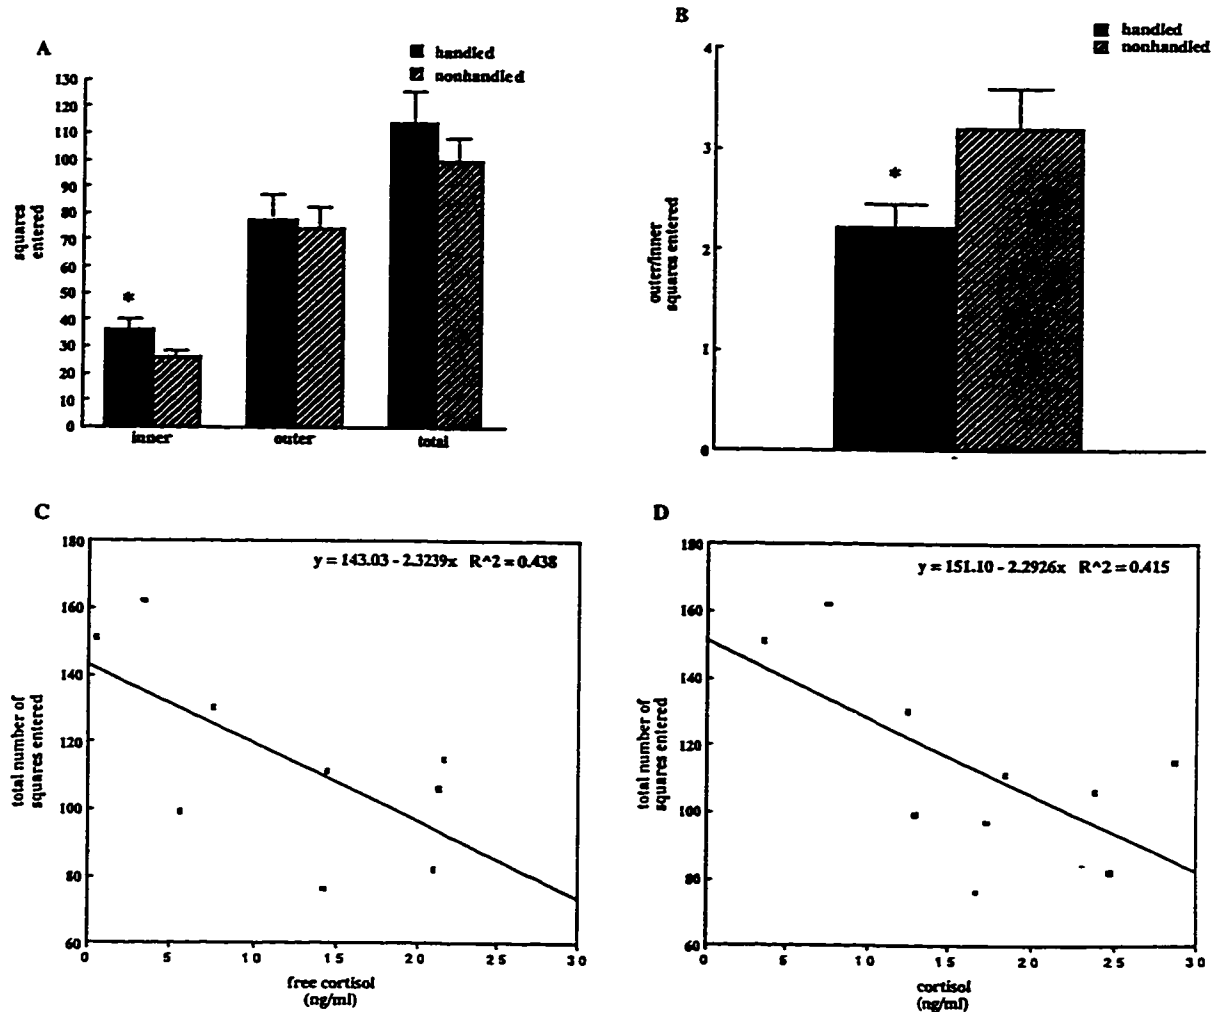 A
handled
nonhandled
130
120
110
100
90
80
70
60
50
40
30
20
10
0
squares
entered
*
inner outer total
B
handled
nonhandled
4
3
2
1
0
outer/inner
squares entered
*
C
y = 143.03 - 2.3239x R^2 = 0.438
180
160
140
120
100
80
60
total number of
squares entered
0 5 10 15 20 25 30
free cortisol
(ng/ml)
D
y = 151.10 - 2.2926x R^2 = 0.415
180
160
140
120
100
80
60
total number of
squares entered
0 5 10 15 20 25 30
cortisol
(ng/ml)